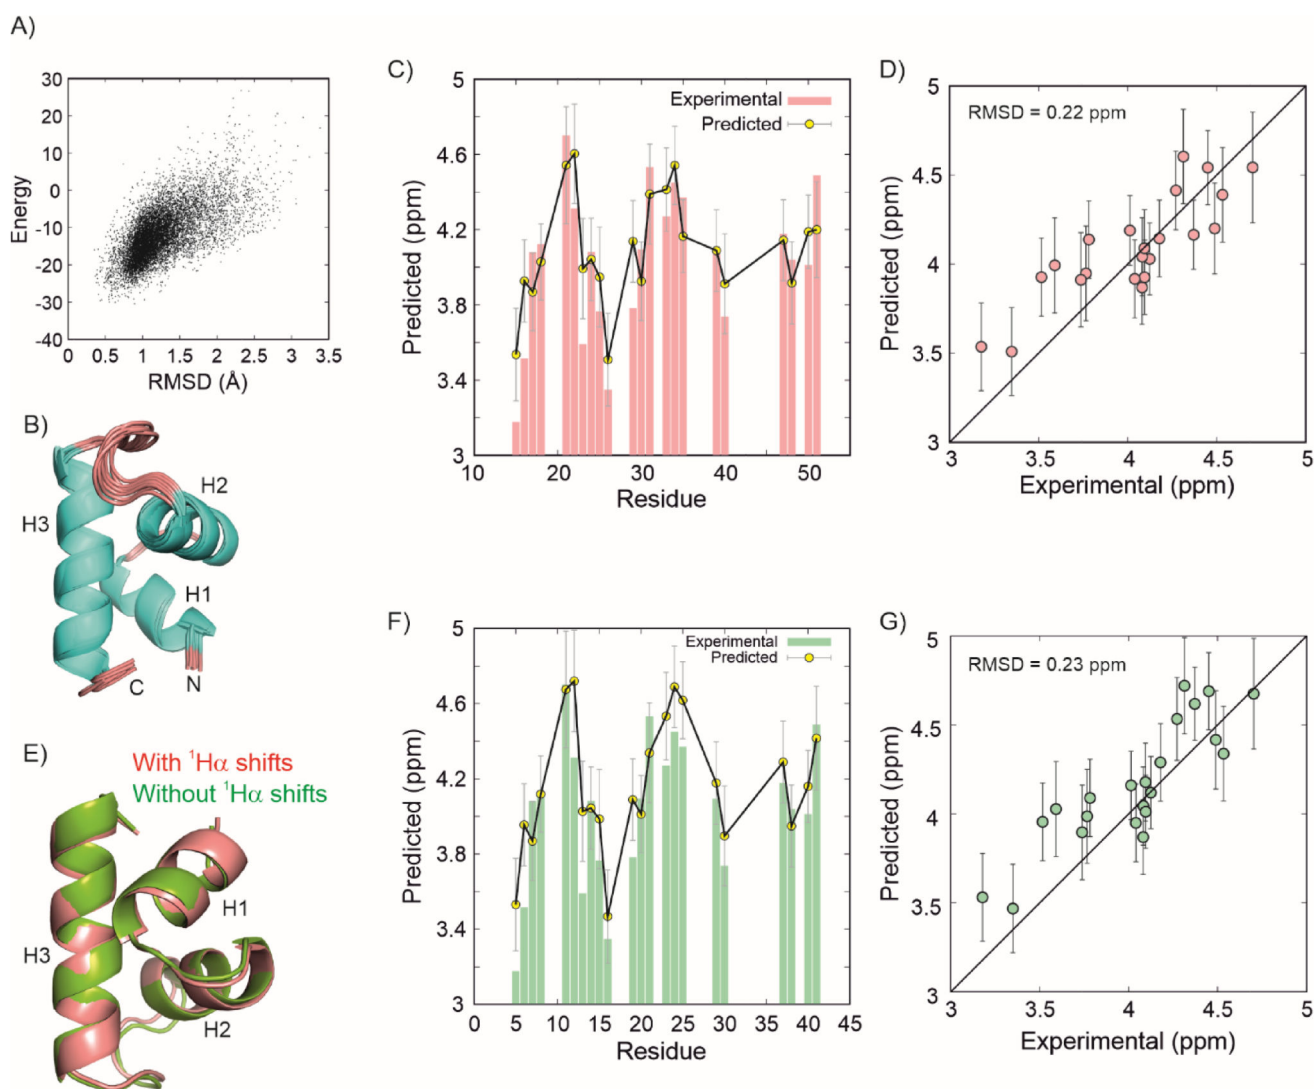 A)
30
20
10
0
-10
-20
-30
-40
Energy
0 0.5 1 1.5 2 2.5 3 3.5
RMSD (Å)
B)
H2
H3
H1
C
N
C)
5
4.6
4.2
3.8
3.4
3
Predicted (ppm)
Experimental
Predicted
10 20 30 40 50
Residue
D)
5
4.5
4
3.5
3
Predicted (ppm)
RMSD = 0.22 ppm
3 3.5 4 4.5 5
Experimental (ppm)
E)
With ¹Hα shifts
Without ¹Hα shifts
H1
H3
H2
F)
5
4.6
4.2
3.8
3.4
3
Predicted (ppm)
Experimental
Predicted
0 5 10 15 20 25 30 35 40 45
Residue
G)
5
4.5
4
3.5
3
Predicted (ppm)
RMSD = 0.23 ppm
3 3.5 4 4.5 5
Experimental (ppm)